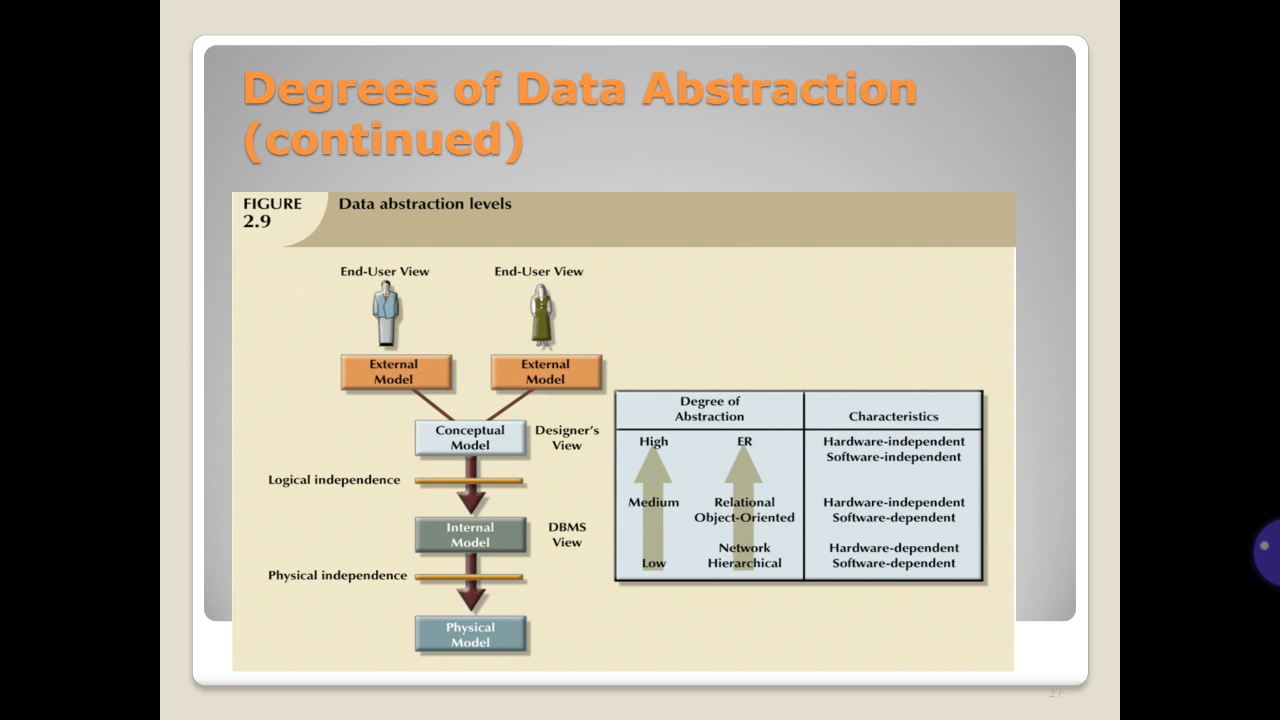 Degrees of Data Abstraction
(continued)
FIGURE
2.9
Data abstraction levels
End-User View
End-User View
External
Model
External
Model
Conceptual
Model
Designer's
View
Logical independence
Internal
Model
DBMS
View
Physical independence
Physical
Model
Degree of
Abstraction
Characteristics
High
ER
Hardware-independent
Software-independent
Medium
Relational
Object-Oriented
Hardware-independent
Software-dependent
Low
Network
Hierarchical
Hardware-dependent
Software-dependent
27